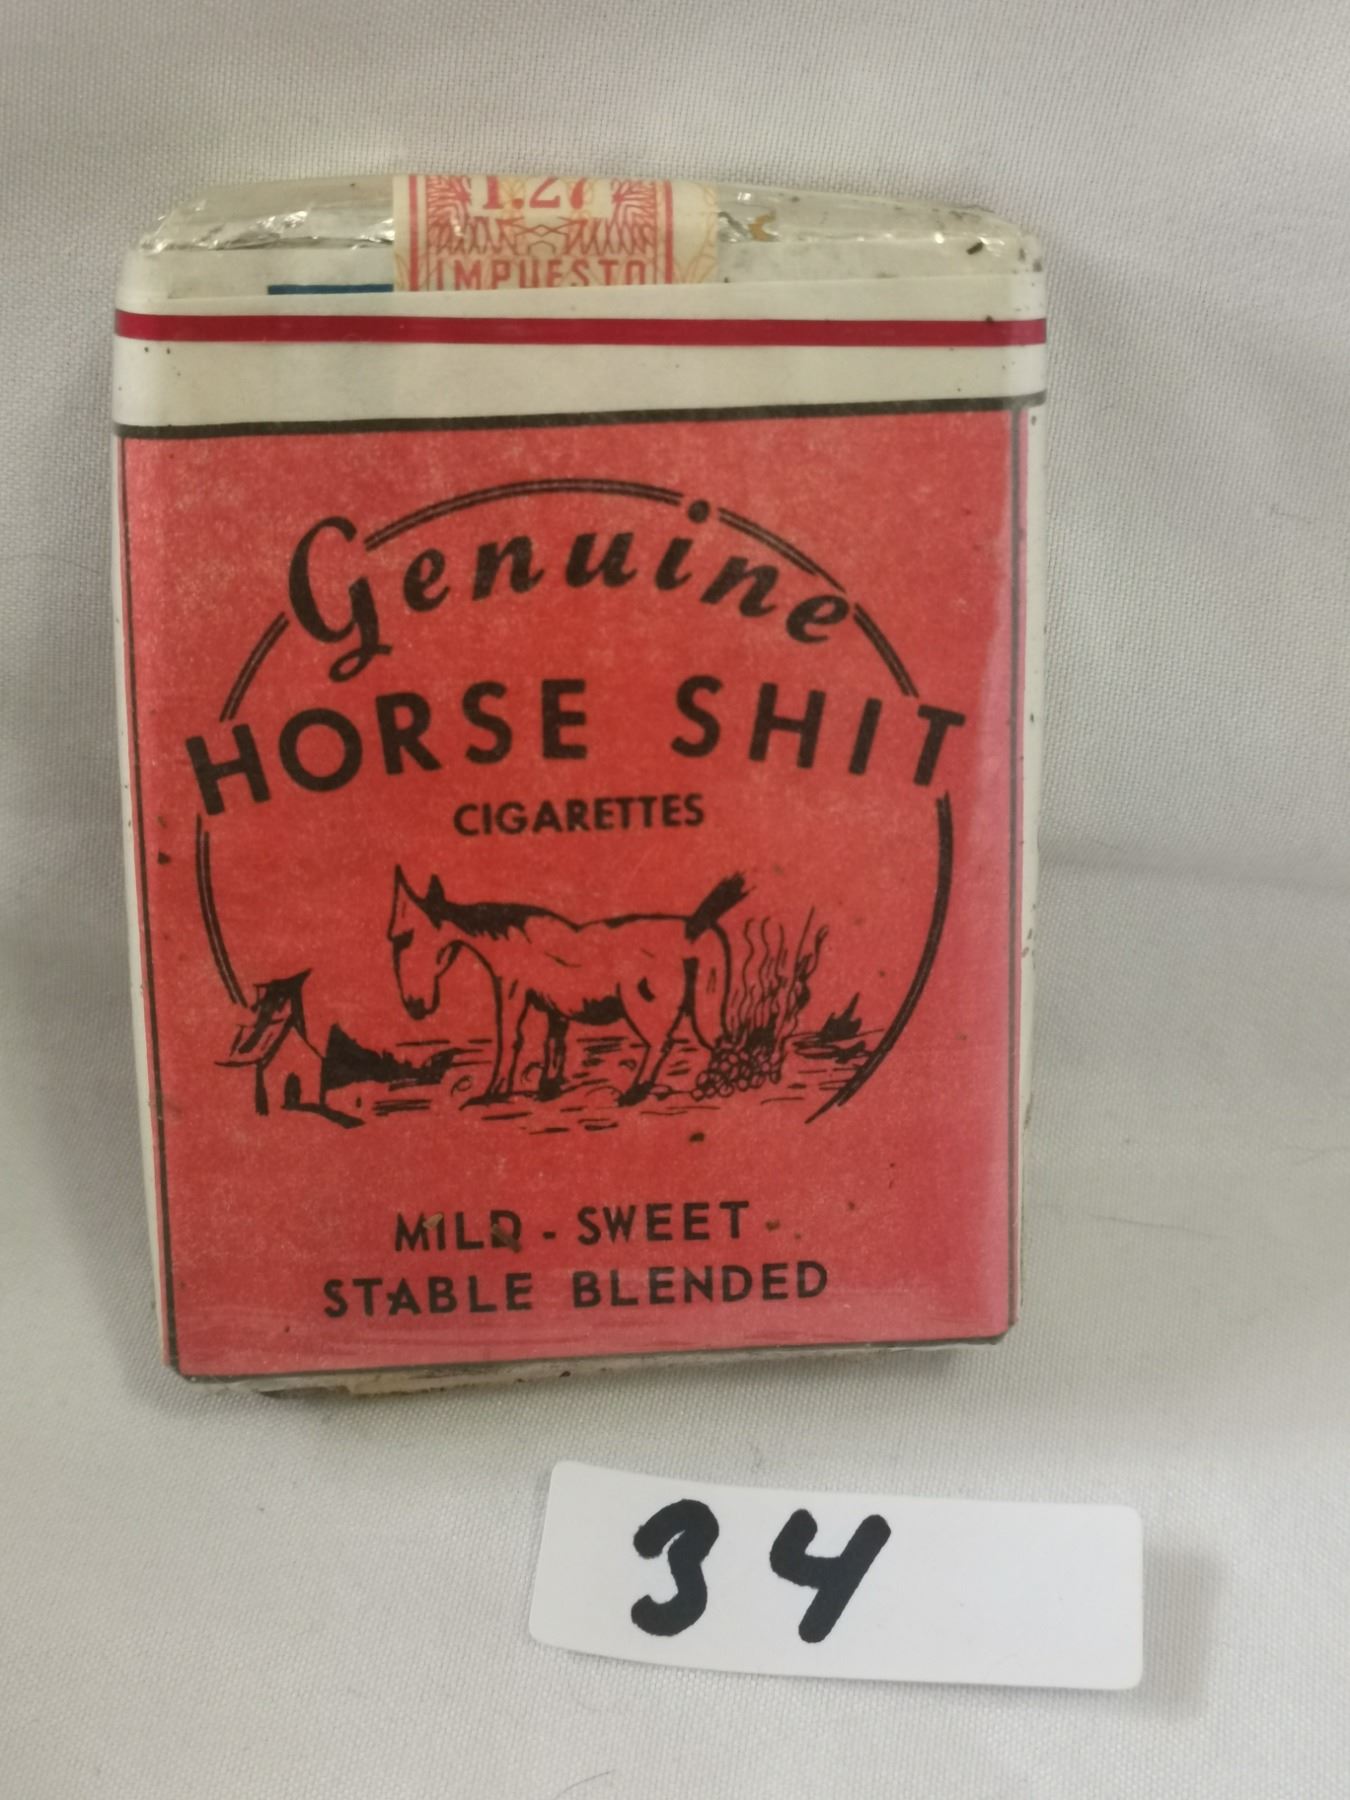 1.27
IMPUESTO
Genuine
HORSE SHIT
CIGARETTES
MILD - SWEET -
STABLE BLENDED
34